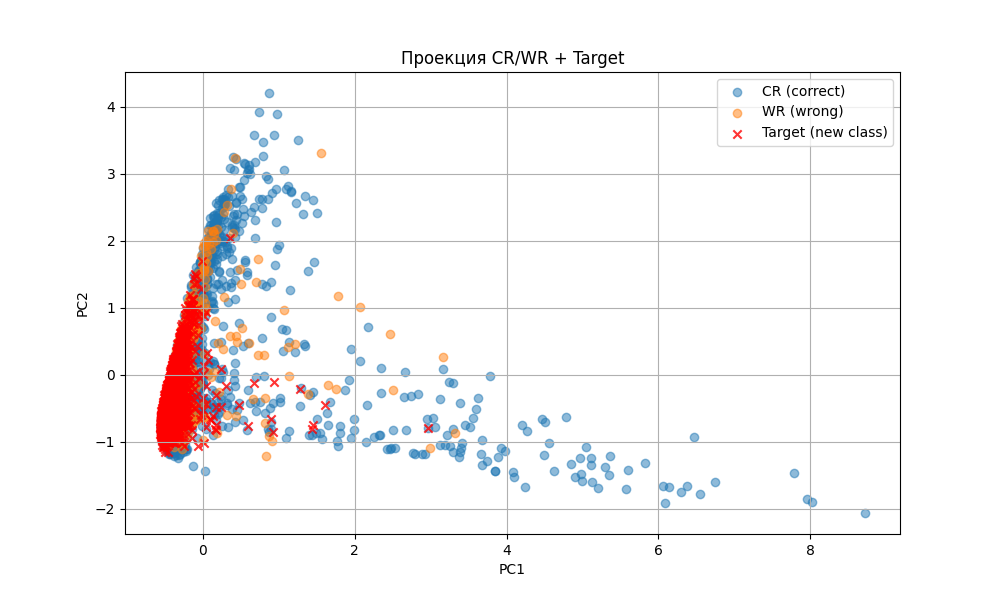 Проекция CR/WR + Target
CR (correct)
WR (wrong)
Target (new class)
4
3
2
1
0
−1
−2
PC2
0
2
4
6
8
PC1